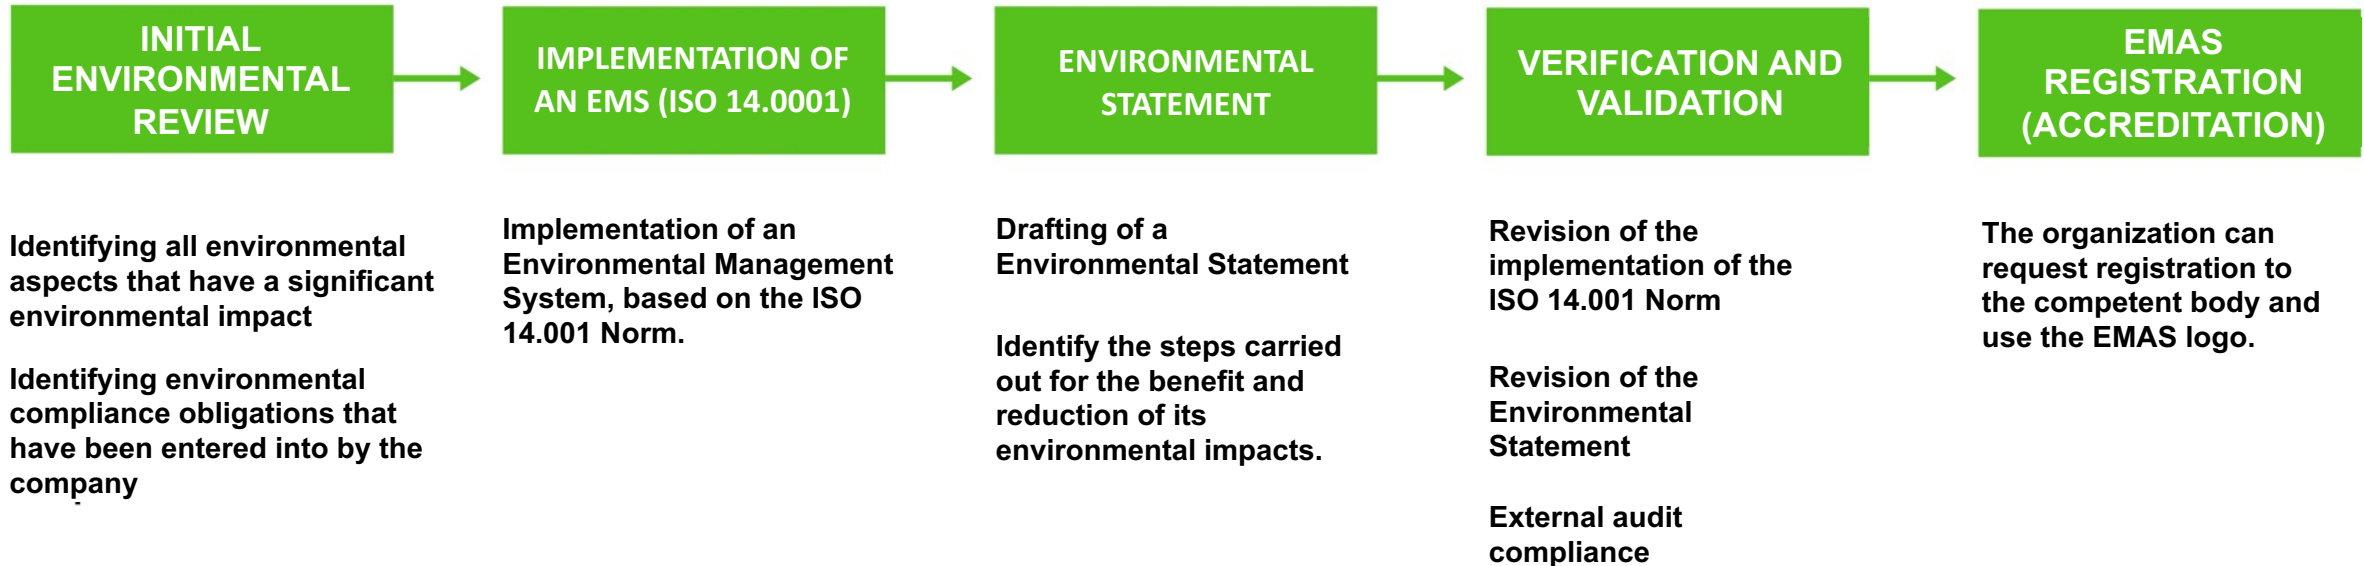 INITIAL
ENVIRONMENTAL
REVIEW
IMPLEMENTATION OF
AN EMS (ISO 14.0001)
ENVIRONMENTAL
STATEMENT
VERIFICATION AND
VALIDATION
EMAS
REGISTRATION
(ACCREDITATION)
Identifying all environmental
aspects that have a significant
environmental impact
Identifying environmental
compliance obligations that
have been entered into by the
company
Implementation of an
Environmental Management
System, based on the ISO
14.001 Norm.
Drafting of a
Environmental Statement
Identify the steps carried
out for the benefit and
reduction of its
environmental impacts.
Revision of the
implementation of the
ISO 14.001 Norm
Revision of the
Environmental
Statement
External audit
compliance
The organization can
request registration to
the competent body and
use the EMAS logo.